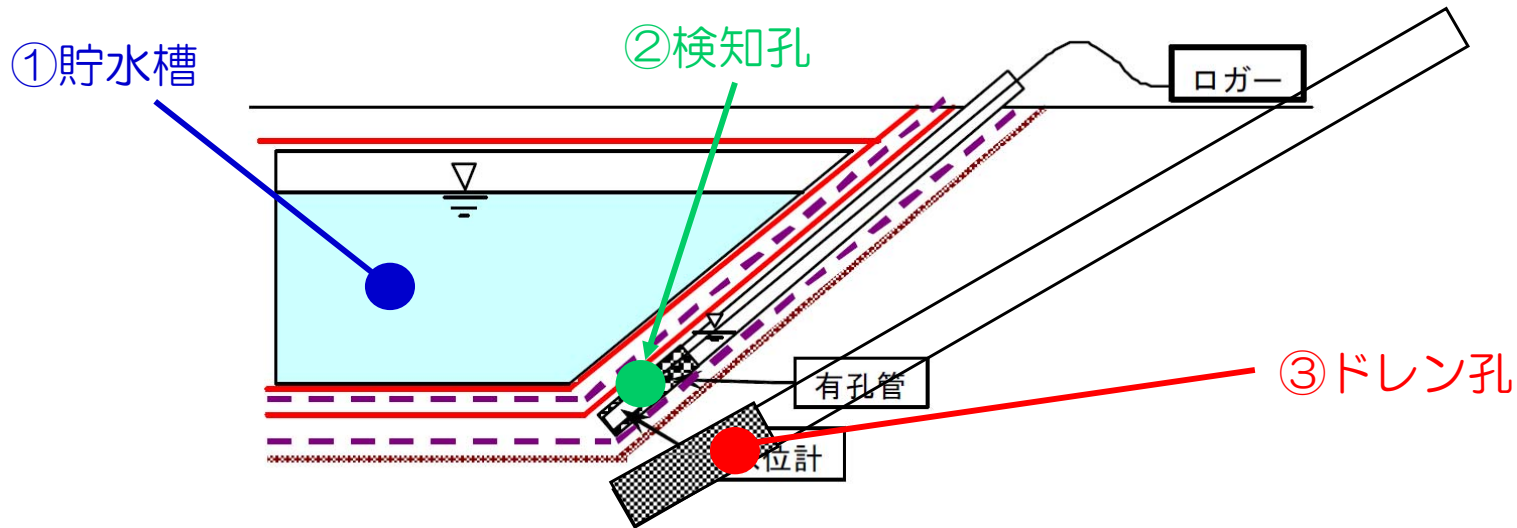 ①貯水槽
②検知孔
ロガー
有孔管
③ドレン孔
位計